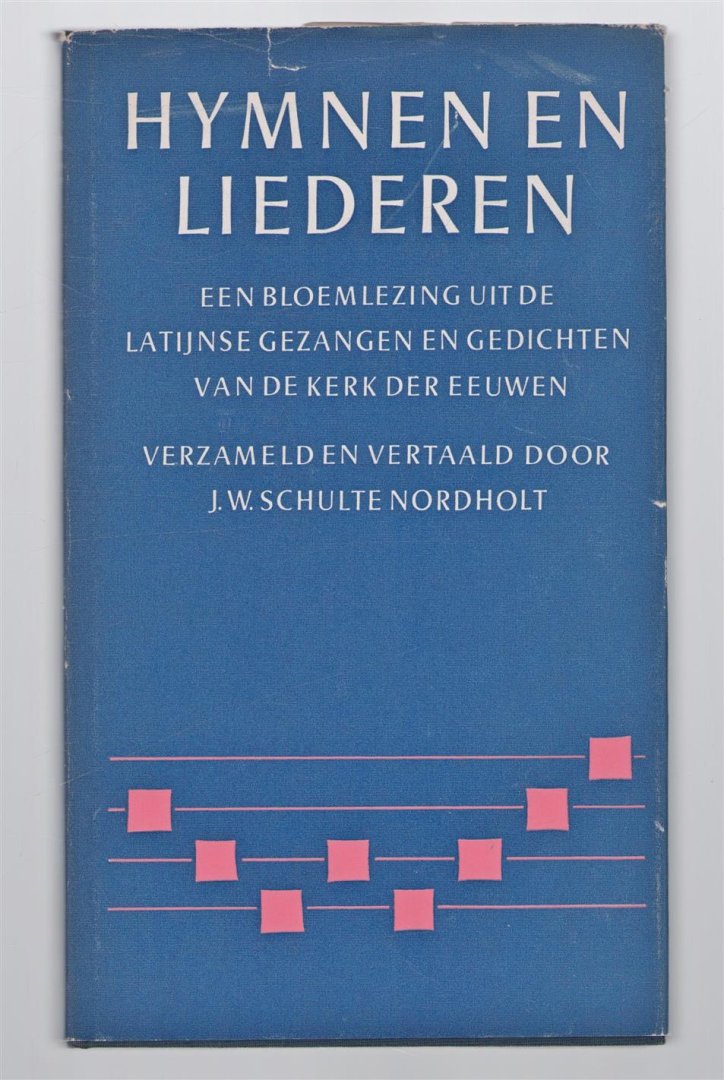 HYMNEN EN
LIEDEREN
EEN BLOEMLEZING UIT DE
LATIJNSE GEZANGEN EN GEDICHTEN
VAN DE KERK DER EEUWEN
VERZAMELD EN VERTAALD DOOR
J.W. SCHULTE NORDHOLT